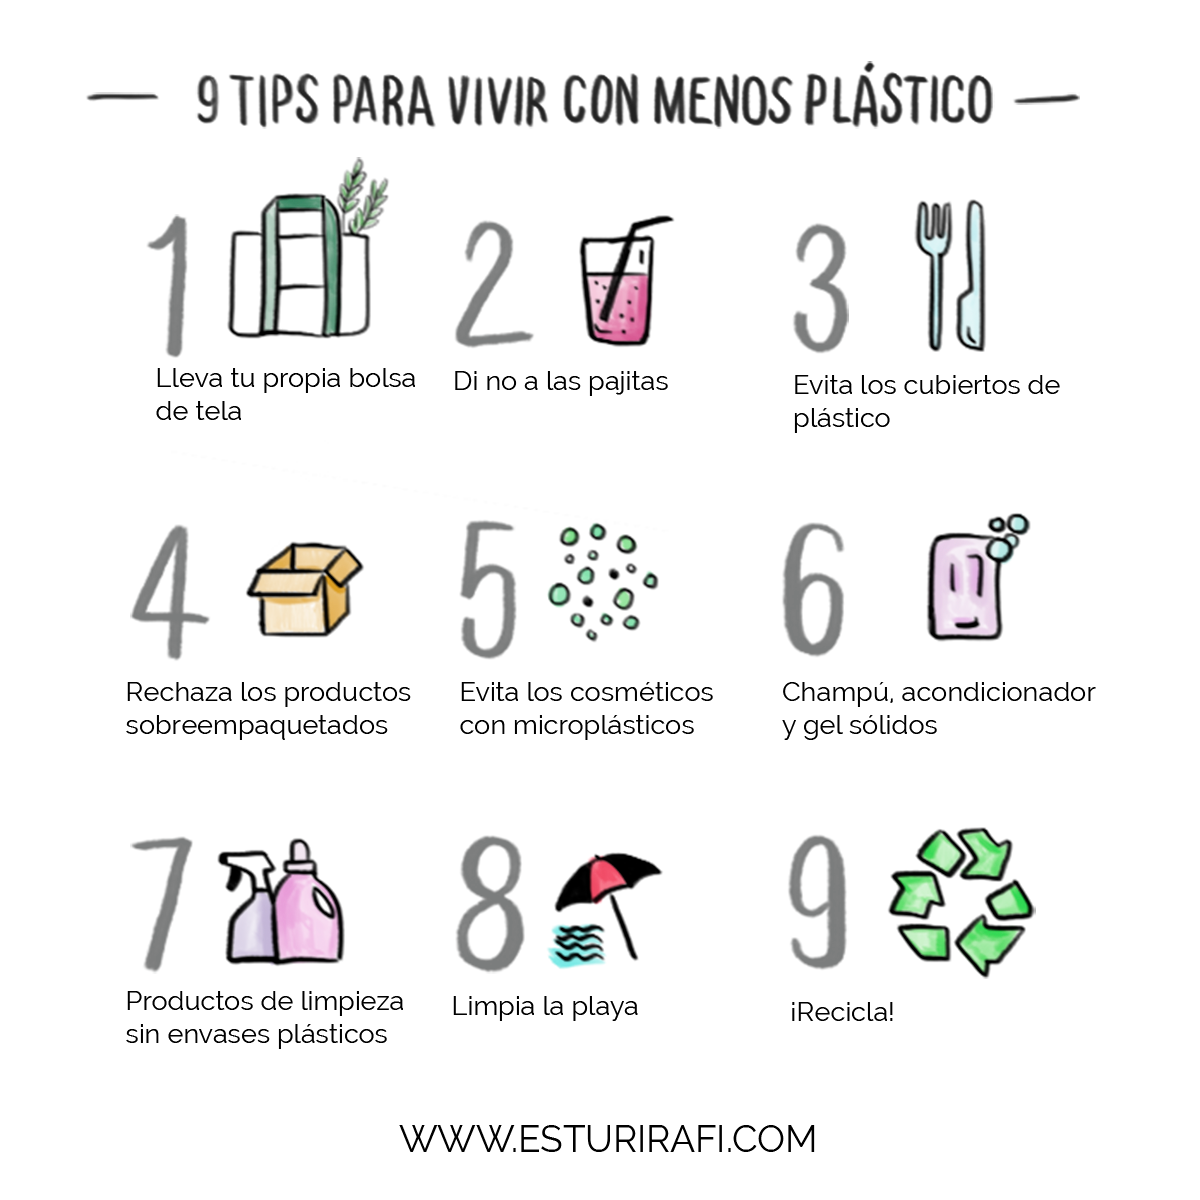 9 TIPS PARA VIVIR CON MENOS PLÁSTICO
1
Lleva tu propia bolsa
de tela
2
Di no a las pajitas
3
Evita los cubiertos de
plástico
4
Rechaza los productos
sobreempaquetados
5
Evita los cosméticos
con microplásticos
6
Champú, acondicionador
y gel sólidos
7
Productos de limpieza
sin envases plásticos
8
Limpia la playa
9
¡Recicla!
WWW.ESTURIRAFI.COM